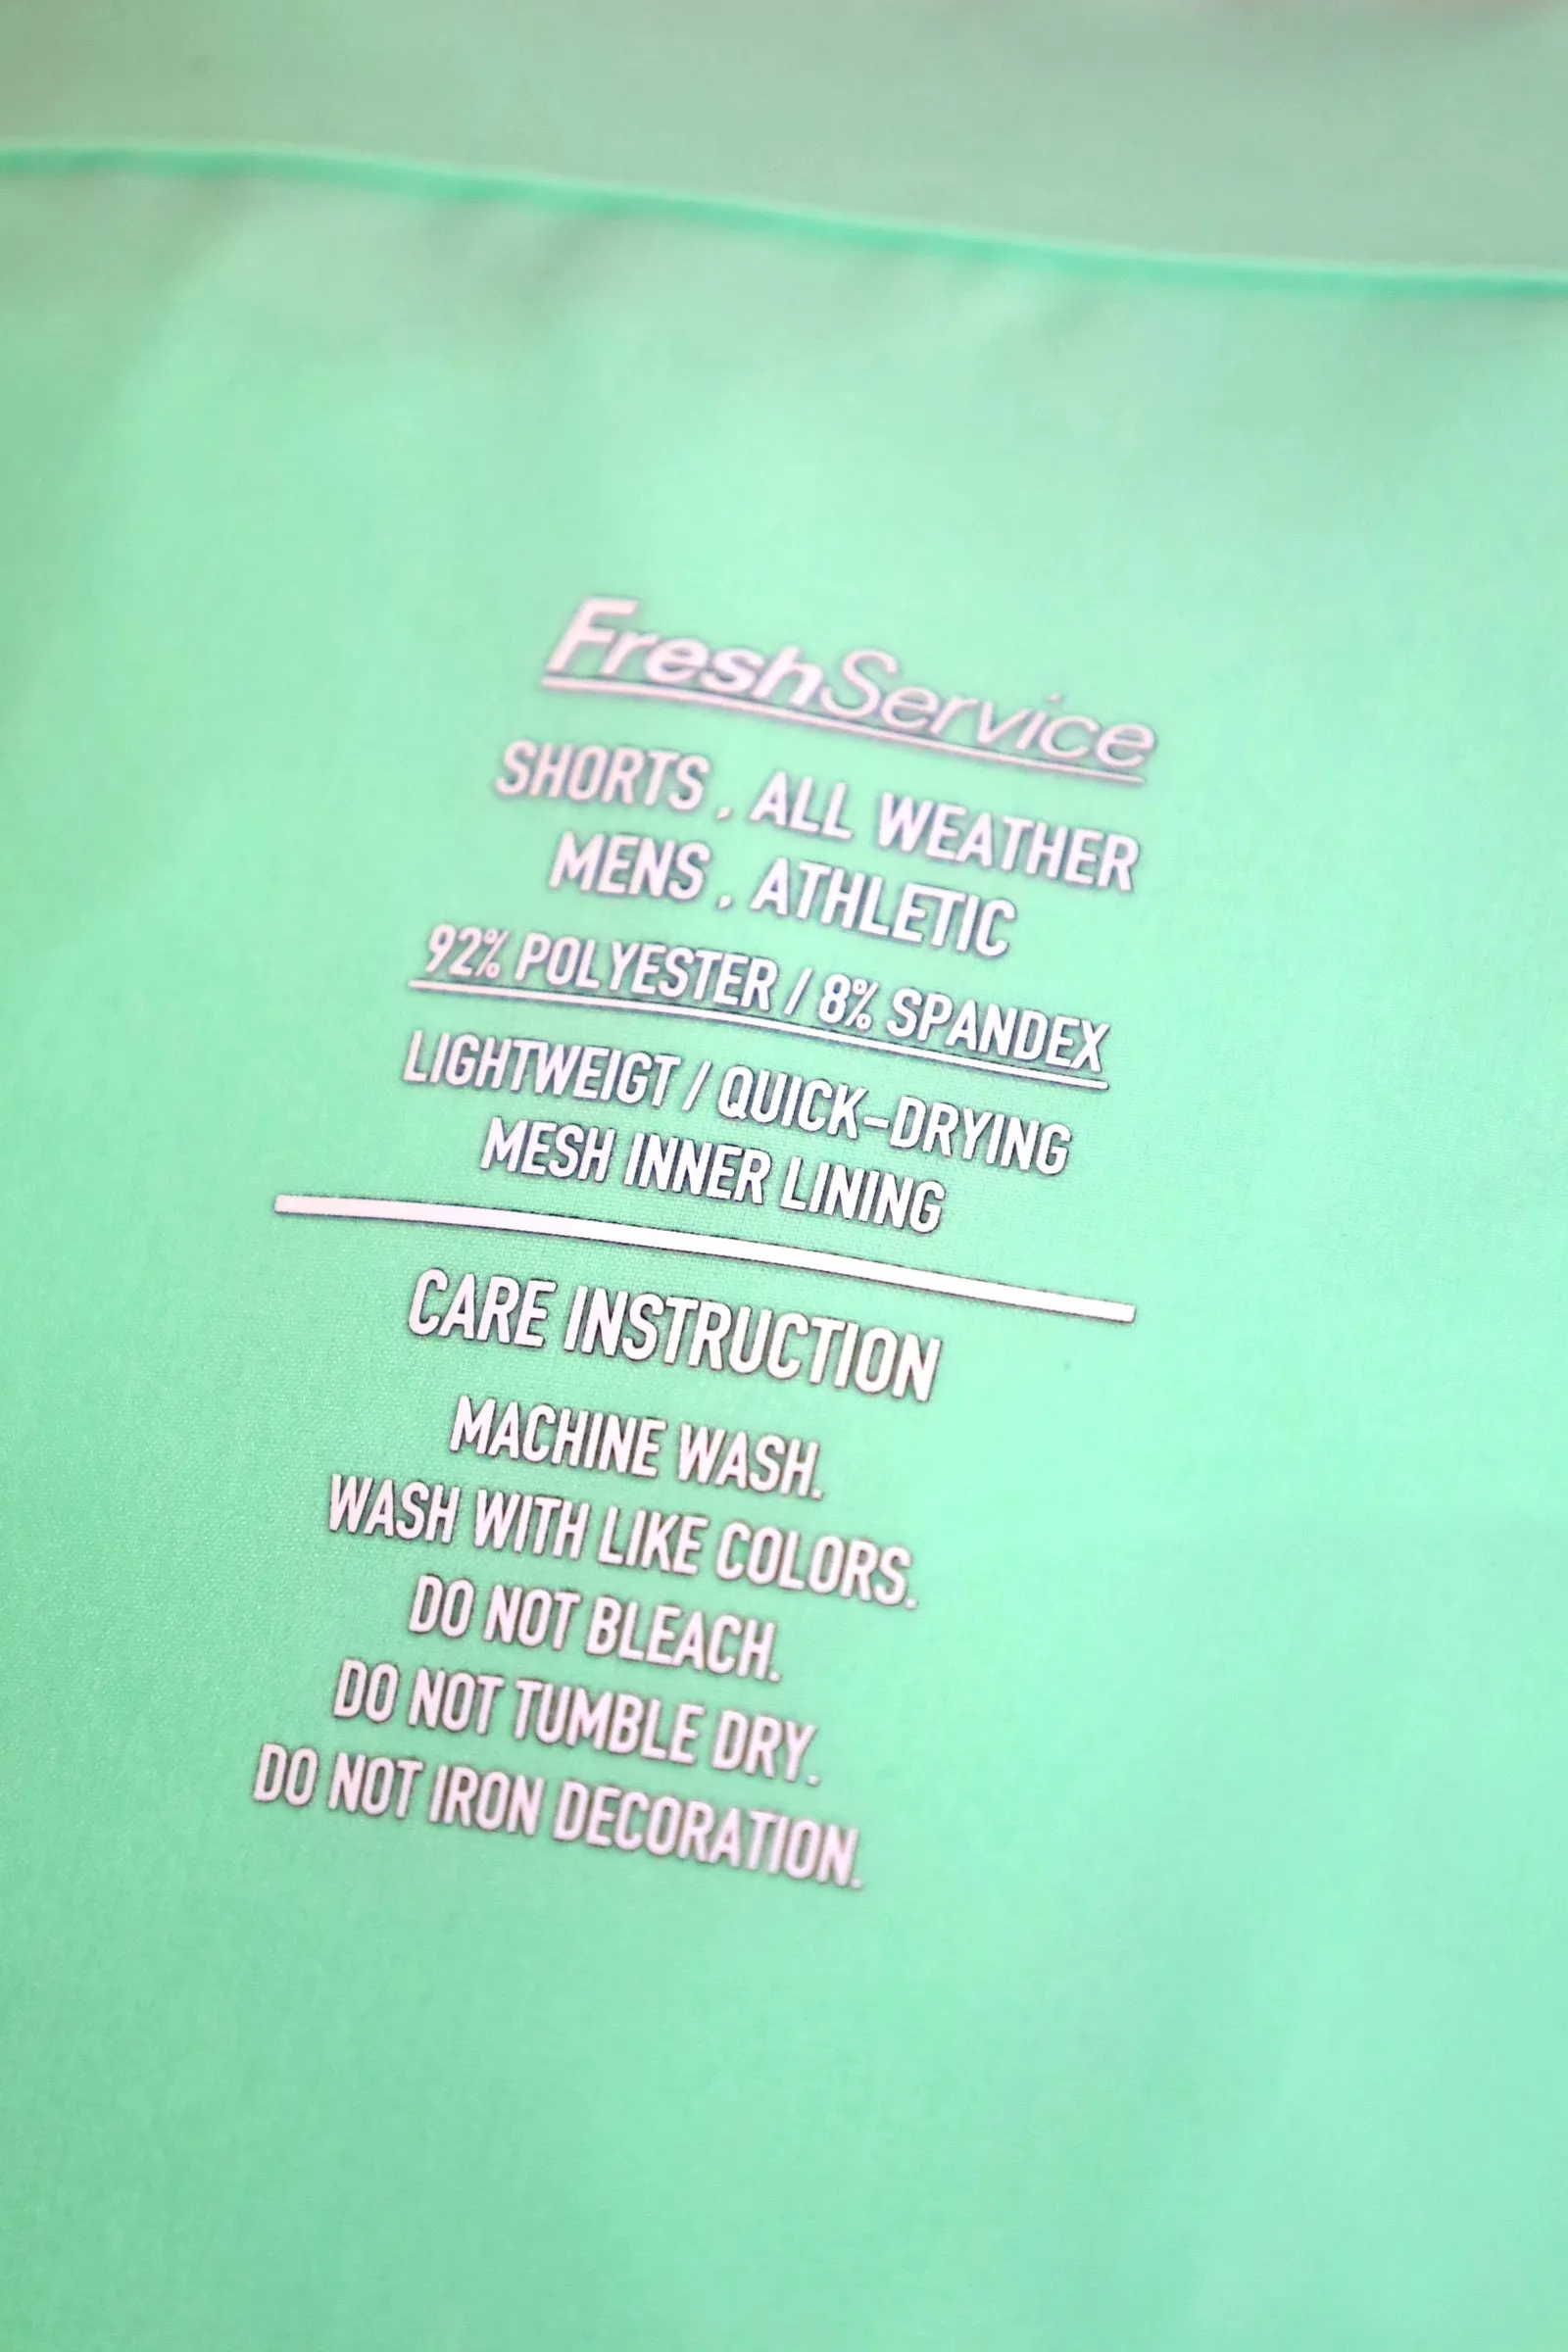 FreshService
SHORTS , ALL WEATHER
MENS , ATHLETIC
92% POLYESTER / 8% SPANDEX
LIGHTWEIGT / QUICK-DRYING
MESH INNER LINING
CARE INSTRUCTION
MACHINE WASH.
WASH WITH LIKE COLORS.
DO NOT BLEACH.
DO NOT TUMBLE DRY.
DO NOT IRON DECORATION.